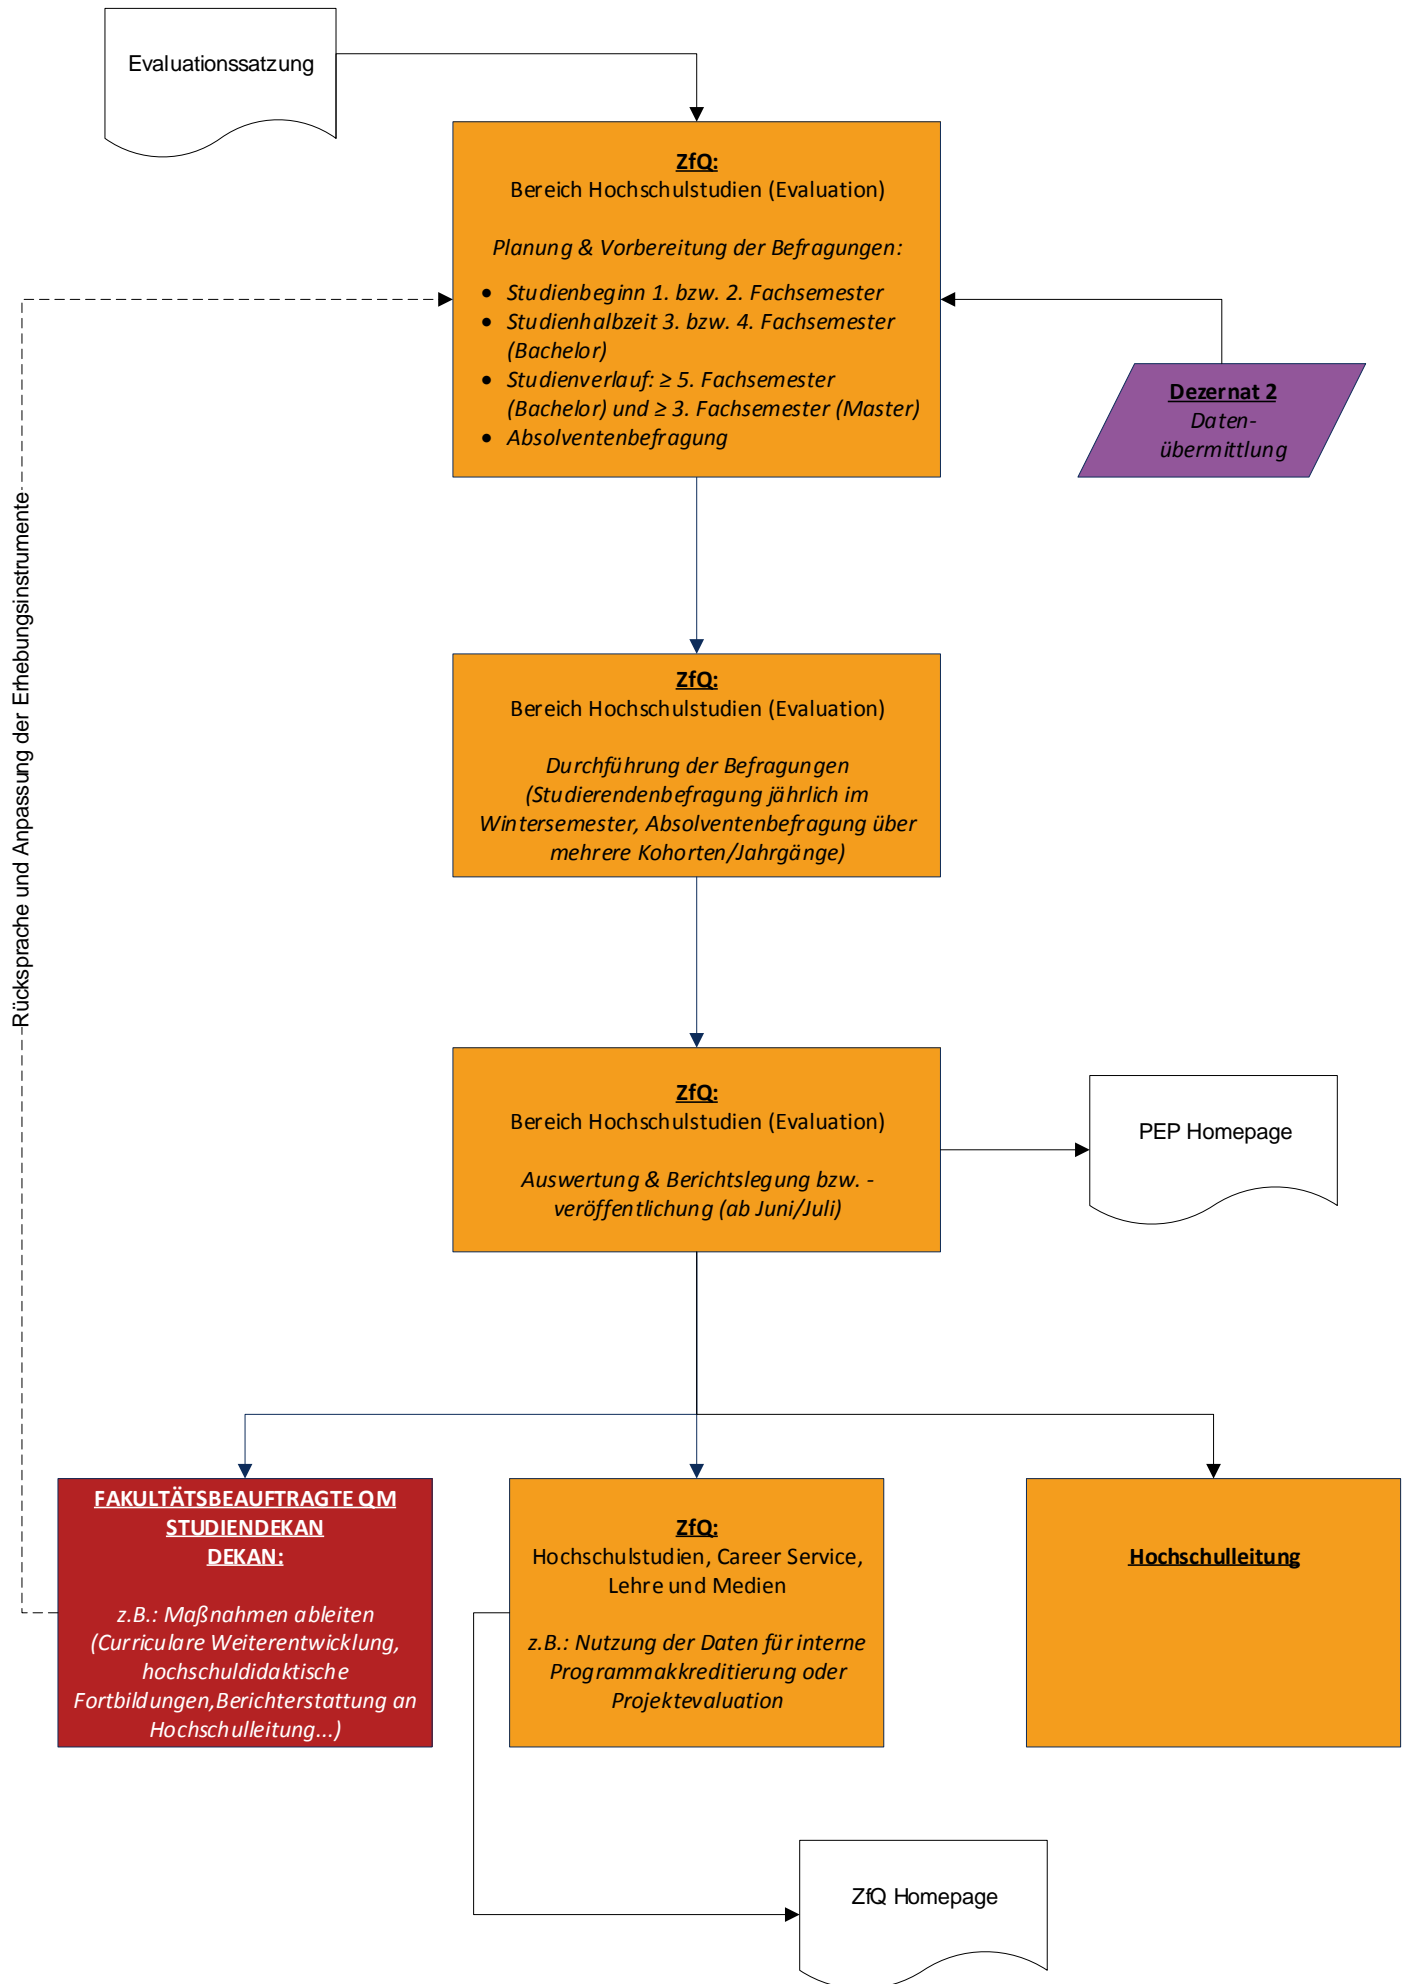 Evaluationssatzung
ZfQ:
Bereich Hochschulstudien (Evaluation)
Planung & Vorbereitung der Befragungen:
• Studienbeginn 1. bzw. 2. Fachsemester
• Studienhalbzeit 3. bzw. 4. Fachsemester
(Bachelor)
• Studienverlauf: ≥ 5. Fachsemester
(Bachelor) und ≥ 3. Fachsemester (Master)
• Absolventenbefragung
Dezernat 2
Daten-
übermittlung
Rücksprache und Anpassung der Erhebungsinstrumente
ZfQ:
Bereich Hochschulstudien (Evaluation)
Durchführung der Befragungen
(Studierendenbefragung jährlich im
Wintersemester, Absolventenbefragung über
mehrere Kohorten/Jahrgänge)
ZfQ:
Bereich Hochschulstudien (Evaluation)
Auswertung & Berichtslegung bzw. -
veröffentlichung (ab Juni/Juli)
PEP Homepage
FAKULTÄTSBEAUFTRAGTE QM
STUDIENDEKAN
DEKAN:
z.B.: Maßnahmen ableiten
(Curriculare Weiterentwicklung,
hochschuldidaktische
Fortbildungen,Berichterstattung an
Hochschulleitung...)
ZfQ:
Hochschulstudien, Career Service,
Lehre und Medien
z.B.: Nutzung der Daten für interne
Programmakkreditierung oder
Projektevaluation
Hochschulleitung
ZfQ Homepage